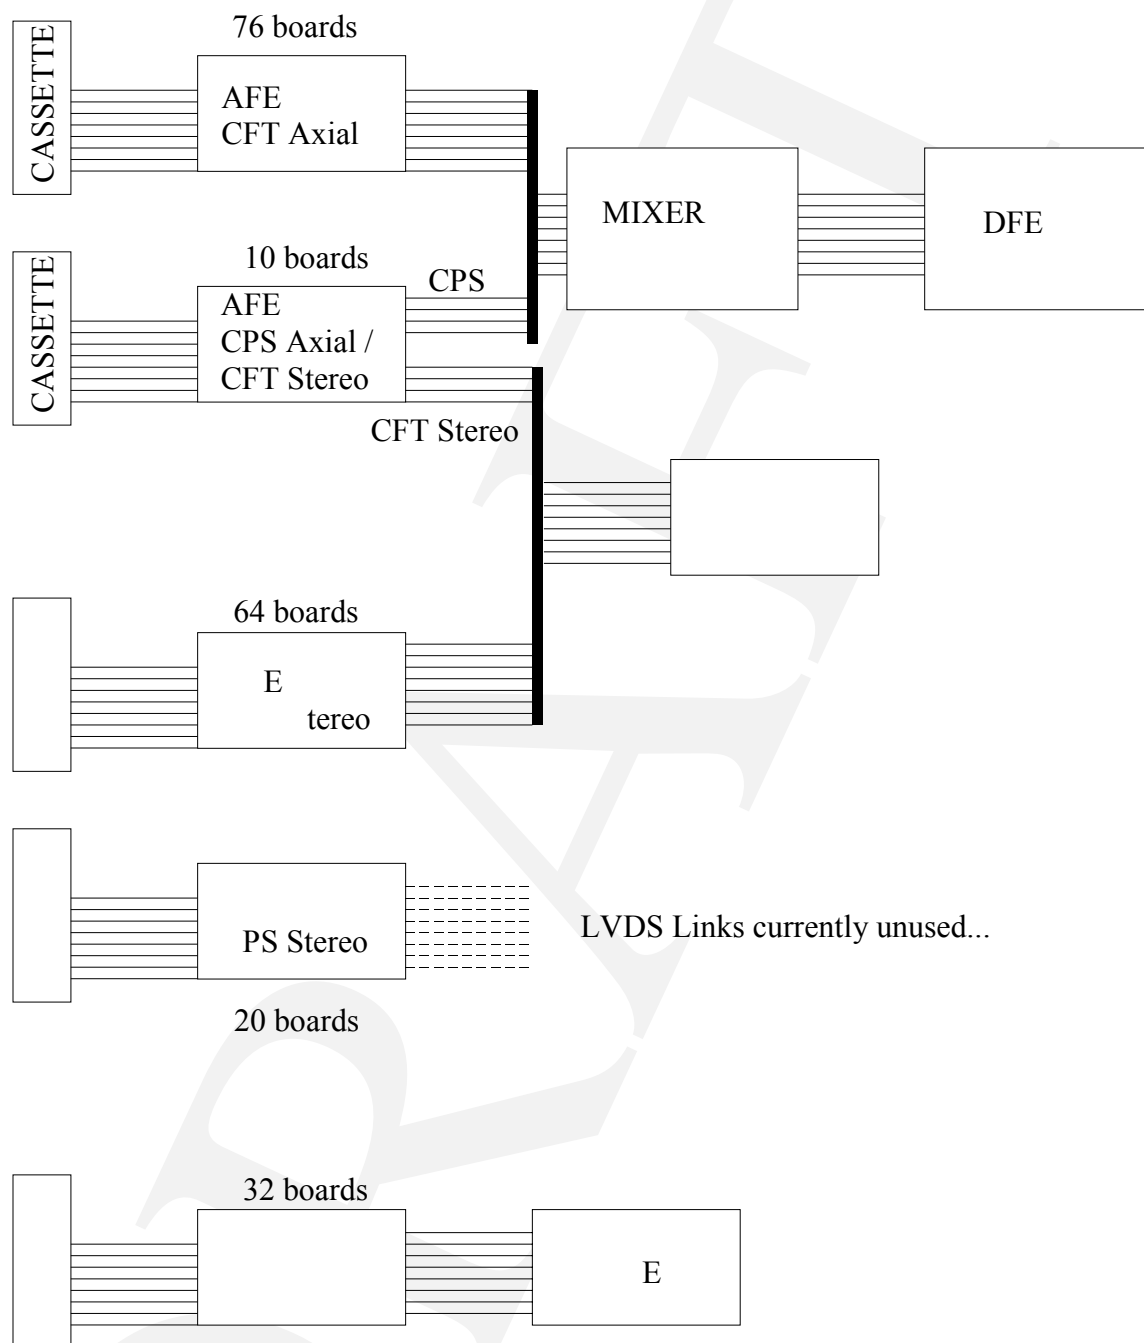 76 boards
CASSETTE
AFE
CFT Axial
MIXER
DFE
10 boards
CASSETTE
AFE
CPS Axial /
CFT Stereo
CPS
CFT Stereo
64 boards
E
tereo
PS Stereo
LVDS Links currently unused...
20 boards
32 boards
E